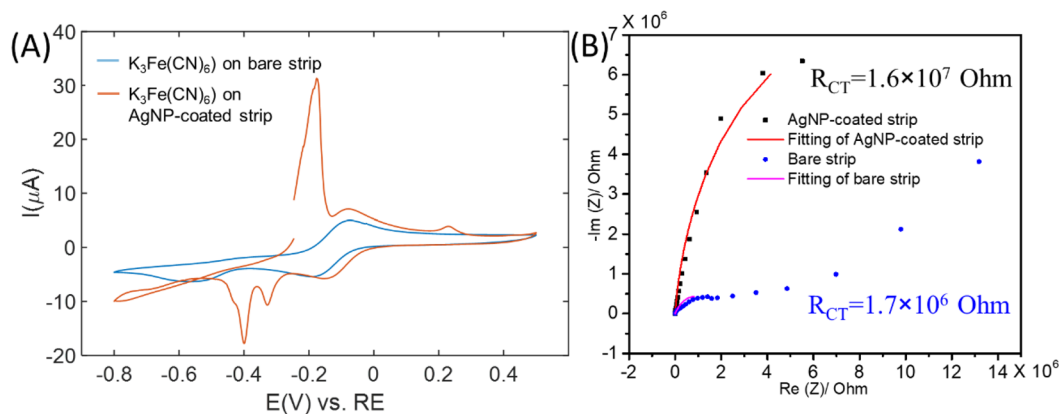 (A)
K3Fe(CN)6) on bare strip
K3Fe(CN)6) on
AgNP-coated strip
I(μA)
40
30
20
10
0
-10
-20
-0.8
-0.6
-0.4
-0.2
0
0.2
0.4
E(V) vs. RE
(B)
X 10^6
7
6
5
4
3
2
1
0
-1
-Im (Z)/ Ohm
RCT=1.6×10^7 Ohm
AgNP-coated strip
Fitting of AgNP-coated strip
Bare strip
Fitting of bare strip
RCT=1.7×10^6 Ohm
-2
0
2
4
6
8
10
12
14
X 10^6
Re (Z)/ Ohm